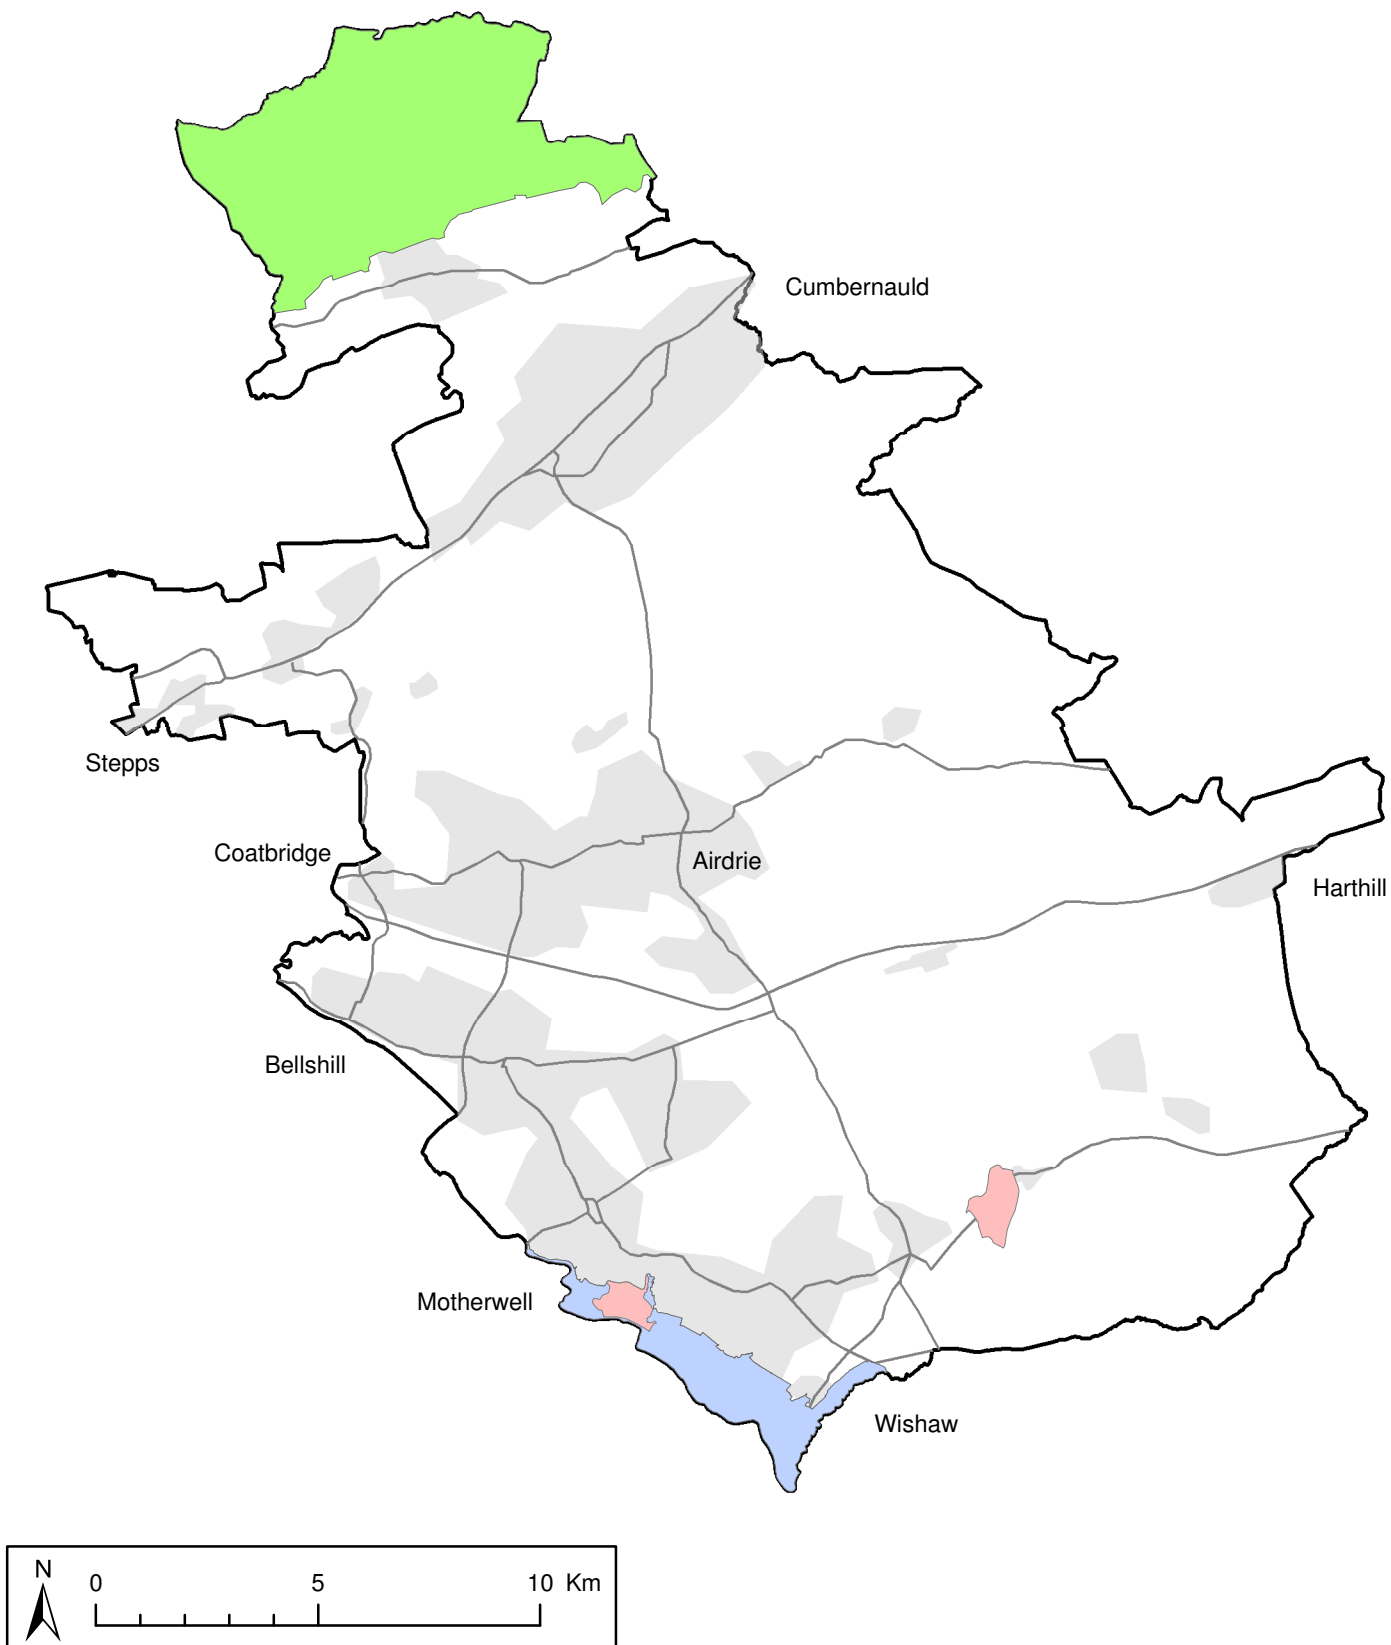 Cumbernauld
Stepps
Coatbridge
Airdrie
Harthill
Bellshill
Motherwell
Wishaw
N
0 5 10 Km